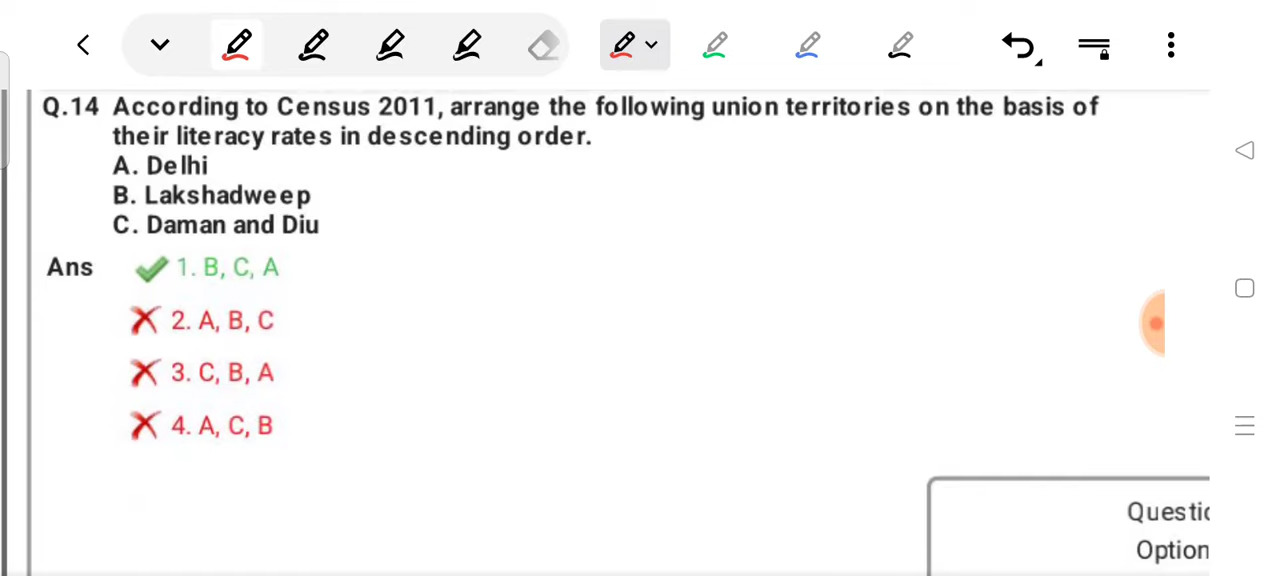 Q.14 According to Census 2011, arrange the following union territories on the basis of
their literacy rates in descending order.
A. Delhi
B. Lakshadweep
C. Daman and Diu
Ans 1. B, C, A
2. A, B, C
3. C, B, A
4. A, C, B
Option